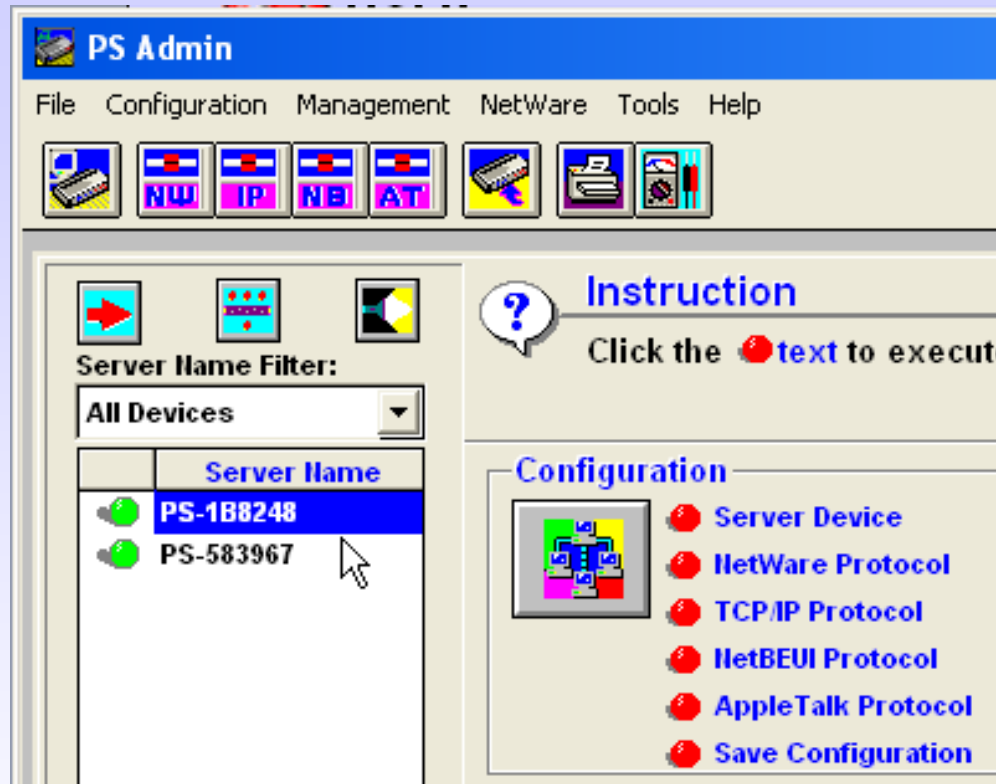 PS Admin
File Configuration Management NetWare Tools Help
NW IP NB AT
Server Name Filter:
All Devices
Server Name
PS-1B8248
PS-583967
?
Instruction
Click the text to execut
Configuration
Server Device
NetWare Protocol
TCP/IP Protocol
NetBEUI Protocol
AppleTalk Protocol
Save Configuration